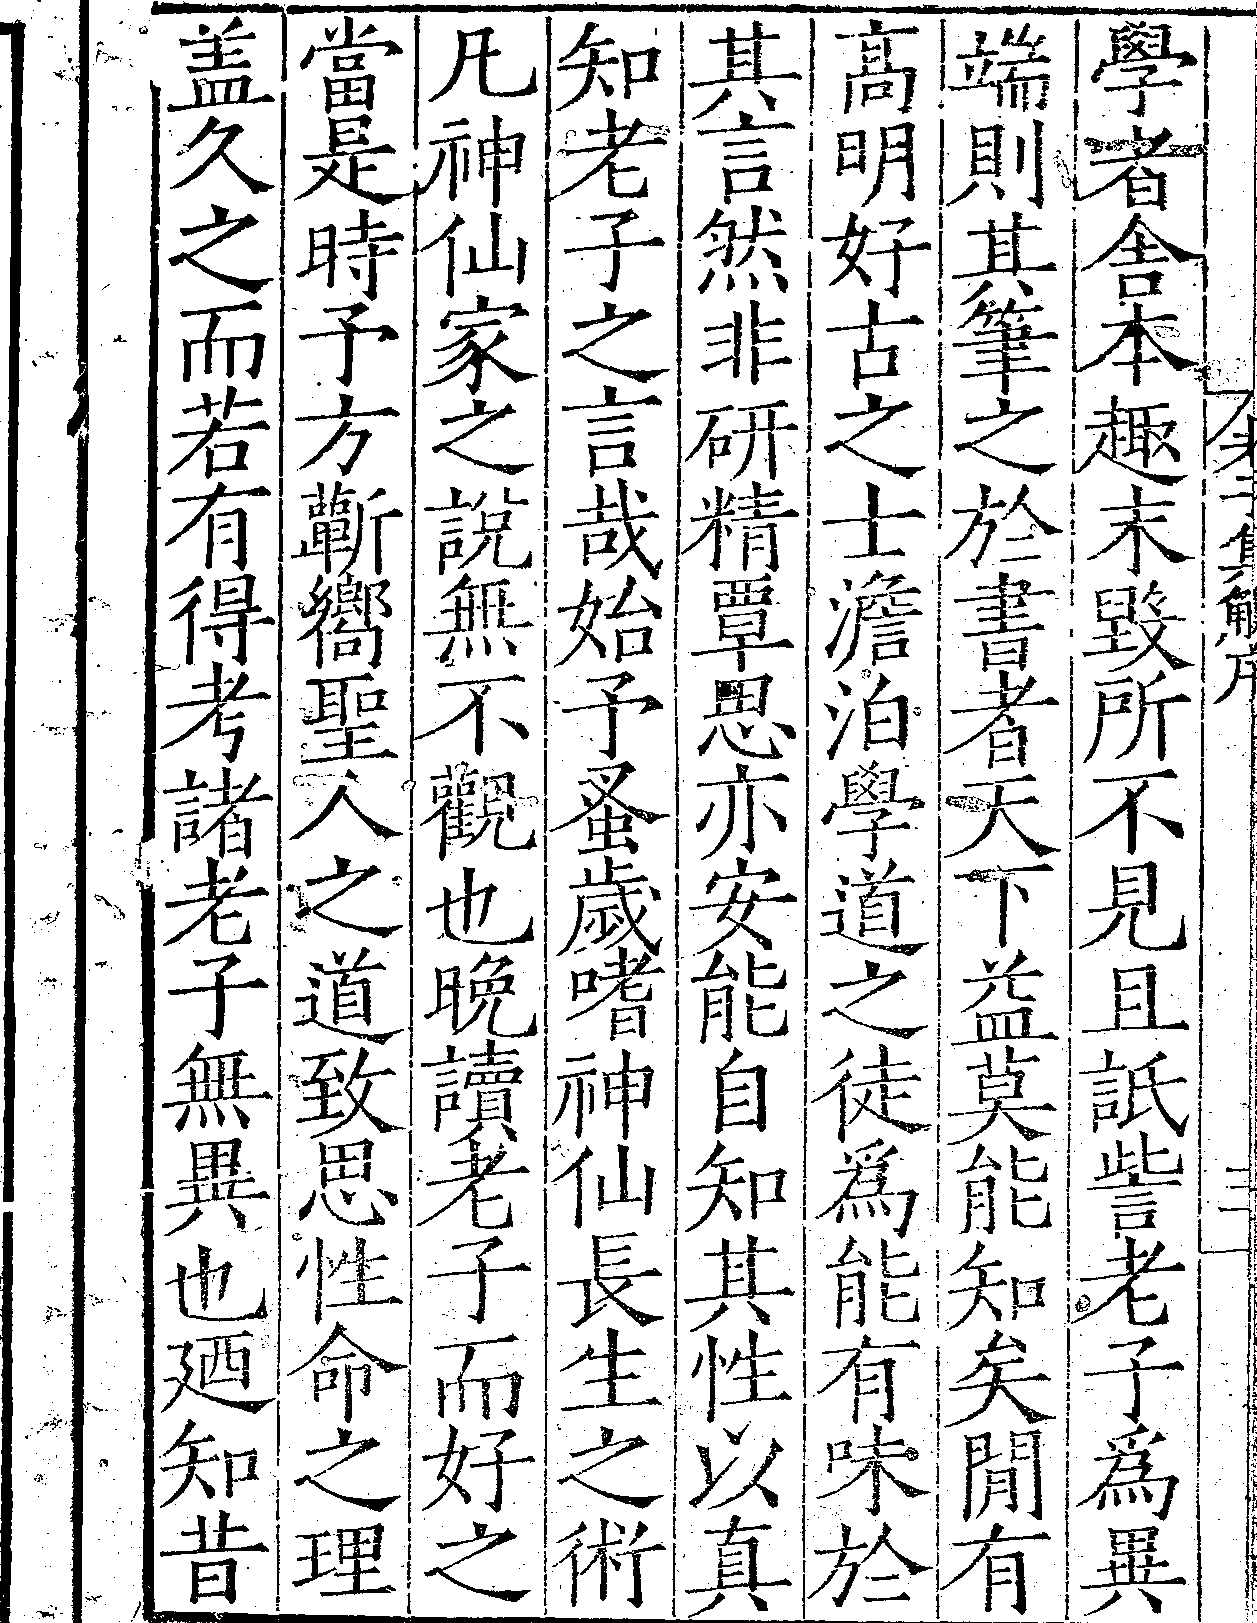 老子集解序
二
學者舎本趣末毀所不見且詆訾老子爲異
端則其筆之於書者天下益莫能知矣閒有
高明好古之士澹泊學道之徒爲能有味於
其言然非研精覃思亦安能自知其性以真
知老子之言哉始予蚤歲嗜神仙長生之術
凡神仙家之說無不觀也晚讀老子而好之
當是時予方蘄嚮聖人之道致思性命之理
盖久之而若有得考諸老子無異也廼知昔